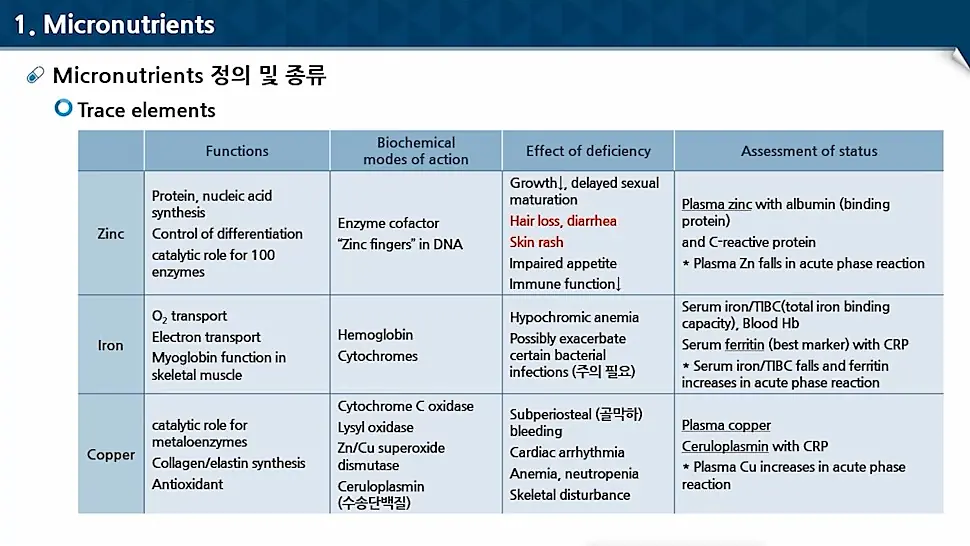 1. Micronutrients
Micronutrients 정의 및 종류
Trace elements
Functions
Biochemical
modes of action
Effect of deficiency
Assessment of status
Zinc
Protein, nucleic acid
synthesis
Control of differentiation
catalytic role for 100
enzymes
Enzyme cofactor
“Zinc fingers” in DNA
Growth↓, delayed sexual
maturation
Hair loss, diarrhea
Skin rash
Impaired appetite
Immune function↓
Plasma zinc with albumin (binding
protein)
and C-reactive protein
* Plasma Zn falls in acute phase reaction
Iron
O₂ transport
Electron transport
Myoglobin function in
skeletal muscle
Hemoglobin
Cytochromes
Hypochromic anemia
Possibly exacerbate
certain bacterial
infections (주의 필요)
Serum iron/TIBC(total iron binding
capacity), Blood Hb
Serum ferritin (best marker) with CRP
* Serum iron/TIBC falls and ferritin
increases in acute phase reaction
Copper
catalytic role for
metaloenzymes
Collagen/elastin synthesis
Antioxidant
Cytochrome C oxidase
Lysyl oxidase
Zn/Cu superoxide
dismutase
Ceruloplasmin
(수송단백질)
Subperiosteal (골막하)
bleeding
Cardiac arrhythmia
Anemia, neutropenia
Skeletal disturbance
Plasma copper
Ceruloplasmin with CRP
* Plasma Cu increases in acute phase
reaction